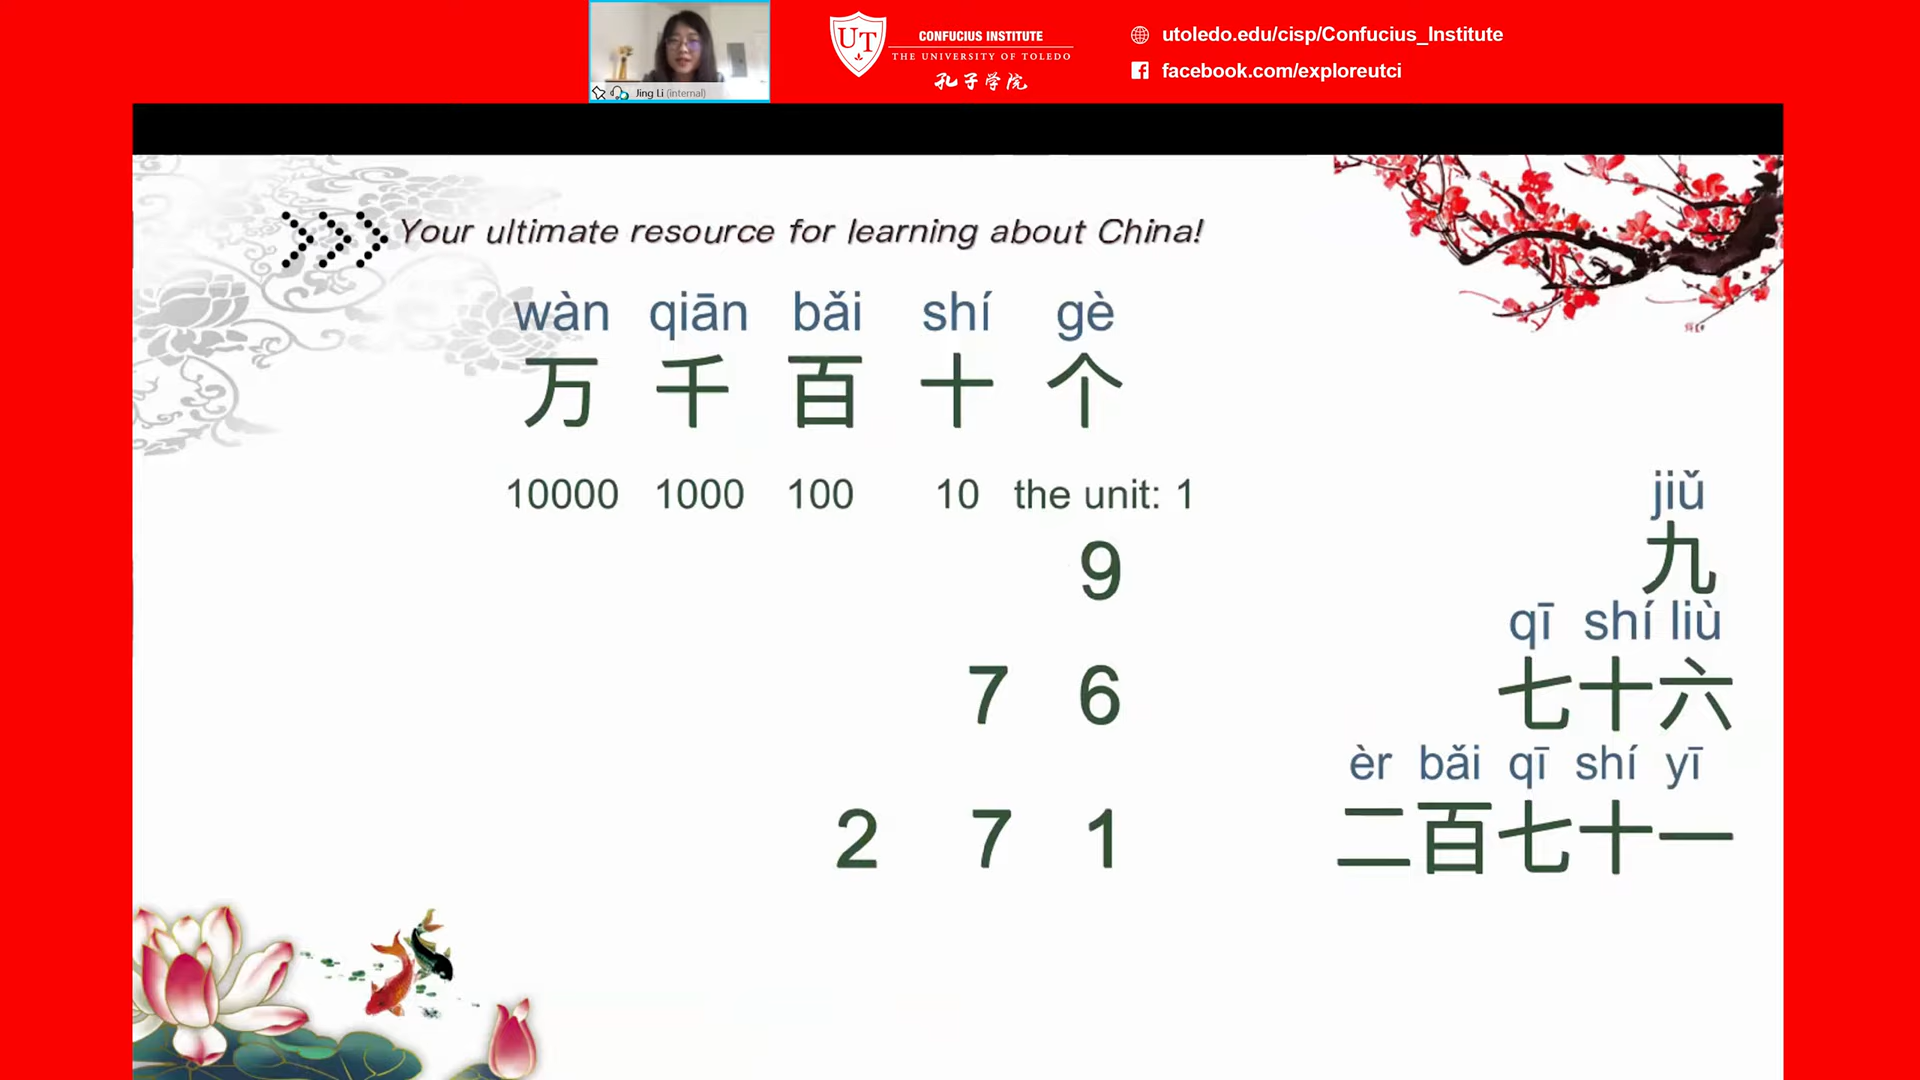 Jing Li (internal)
UT
CONFUCIUS INSTITUTE
THE UNIVERSITY OF TOLEDO
孔子学院
utoledo.edu/cisp/Confucius_Institute
facebook.com/exploreutci
Your ultimate resource for learning about China!
wàn qiān bǎi shí gè
万 千 百 十 个
10000 1000 100 10 the unit: 1
jiǔ
9 九
qī shí liù
7 6 七十六
èr bǎi qī shí yī
2 7 1 二百七十一